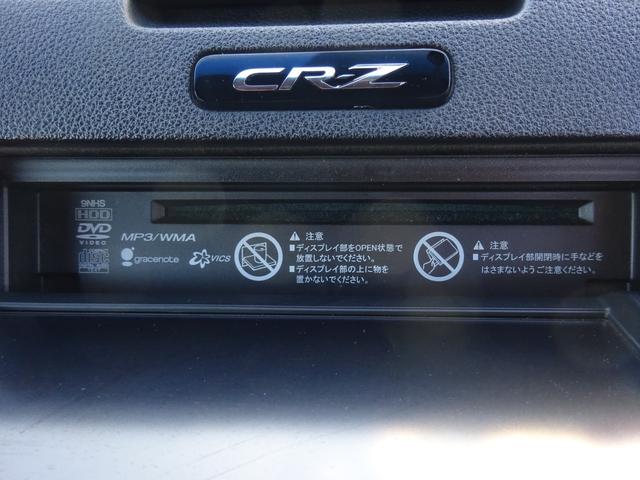 CR-Z
9NHS
HDD
DVD
VIDEO
MP3/WMA
gracenote
VICS
注意
■ディスプレイ部をOPEN状態で
放置しないでください。
■ディスプレイ部の上に物を
置かないでください。
注意
■ディスプレイ部開閉時に手などを
はさまないようご注意ください。
COMPACT
disc